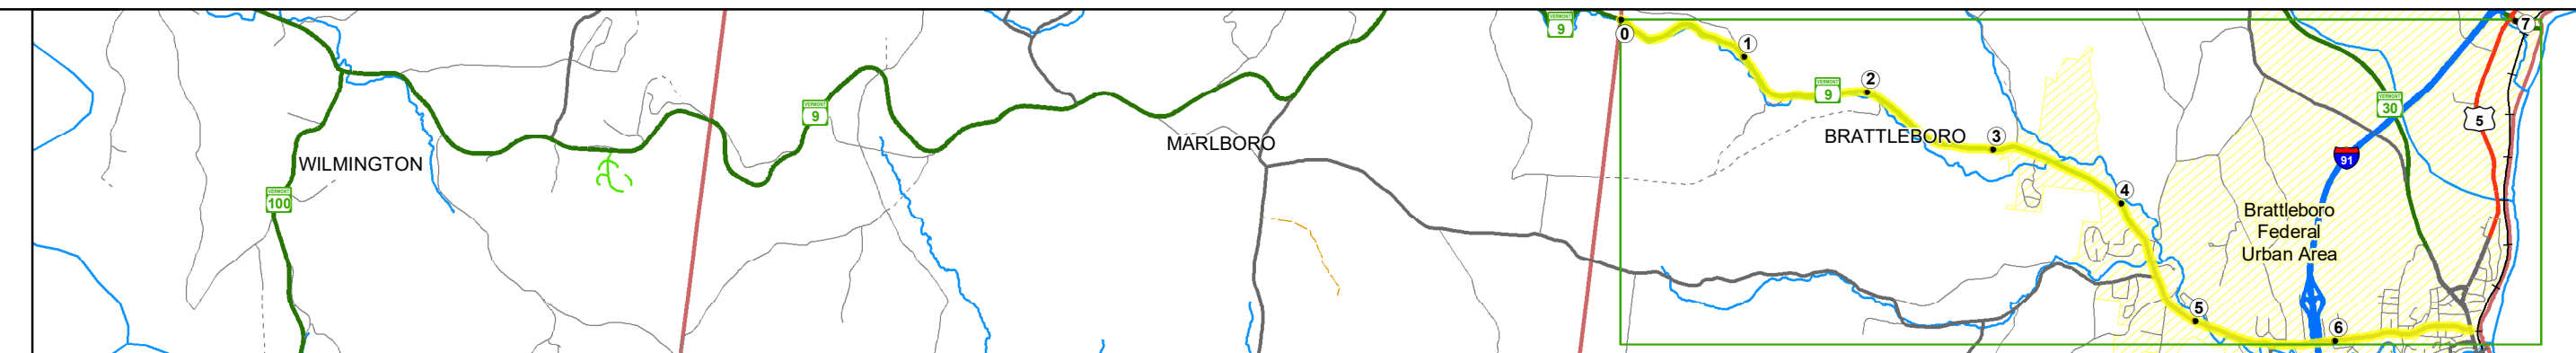 VERMONT
9
0
1
2
VERMONT
9
3
4
5
6
7
VERMONT
30
5
91
VERMONT
9
WILMINGTON
MARLBORO
BRATTLEBORO
VERMONT
100
Brattleboro
Federal
Urban Area